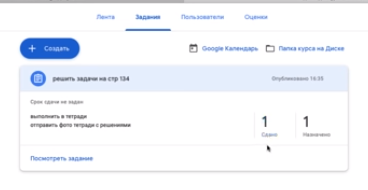 Лента Задание Пользователи Оценки
+ Создать Google Календарь Папка курса на Диске
решить задачи на стр 134 Опубликовано 16:35
Срок сдачи не задан
выполнить в тетради
отправить фото тетради с решениями
1 1
Сдано Назначено
Посмотреть задание